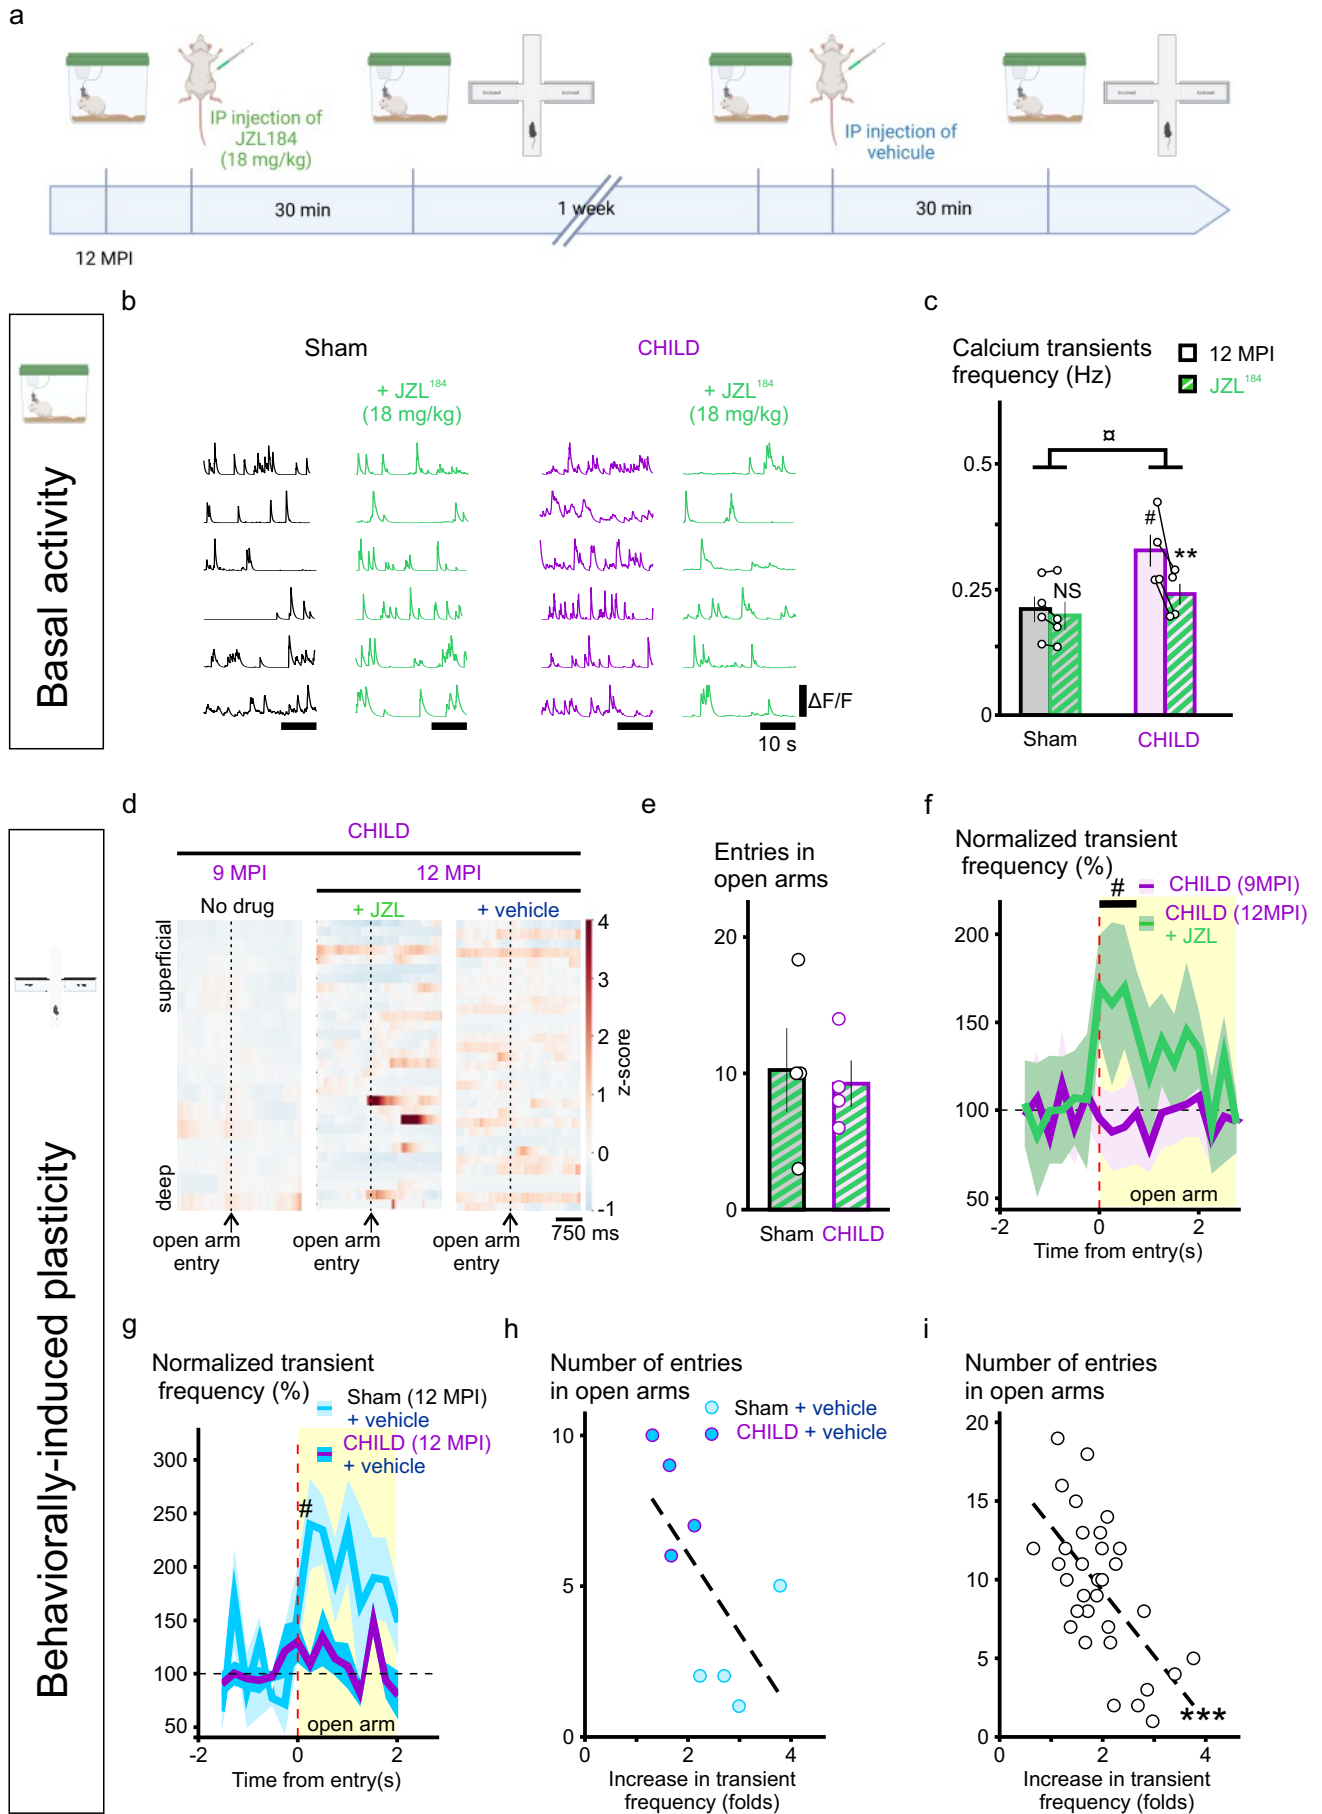 a
Enclosed
Enclosed
Enclosed
Enclosed
IP injection of
JZL184
(18 mg/kg)
IP injection of
vehicule
30 min
1 week
30 min
12 MPI
Basal activity
b
Sham
CHILD
+ JZL184
(18 mg/kg)
+ JZL184
(18 mg/kg)
ΔF/F
10 s
c
Calcium transients
frequency (Hz)
12 MPI
JZL184
¤
0.5
#
**
NS
0.25
0
Sham
CHILD
Behaviorally-induced plasticity
d
CHILD
9 MPI
12 MPI
No drug
+ JZL
+ vehicle
superficial
deep
4
3
2
1
0
-1
z-score
750 ms
open arm
entry
open arm
entry
open arm
entry
e
Entries in
open arms
20
10
0
Sham
CHILD
f
Normalized transient
frequency (%)
#
CHILD (9MPI)
CHILD (12MPI)
+ JZL
200
150
100
50
open arm
-2
0
2
Time from entry(s)
g
Normalized transient
frequency (%)
Sham (12 MPI)
+ vehicle
CHILD (12 MPI)
+ vehicle
300
250
#
200
150
100
50
open arm
-2
0
2
Time from entry(s)
h
Number of entries
in open arms
Sham + vehicle
CHILD + vehicle
10
5
0
0
2
4
Increase in transient
frequency (folds)
i
Number of entries
in open arms
20
15
10
5
0
***
0
2
4
Increase in transient
frequency (folds)